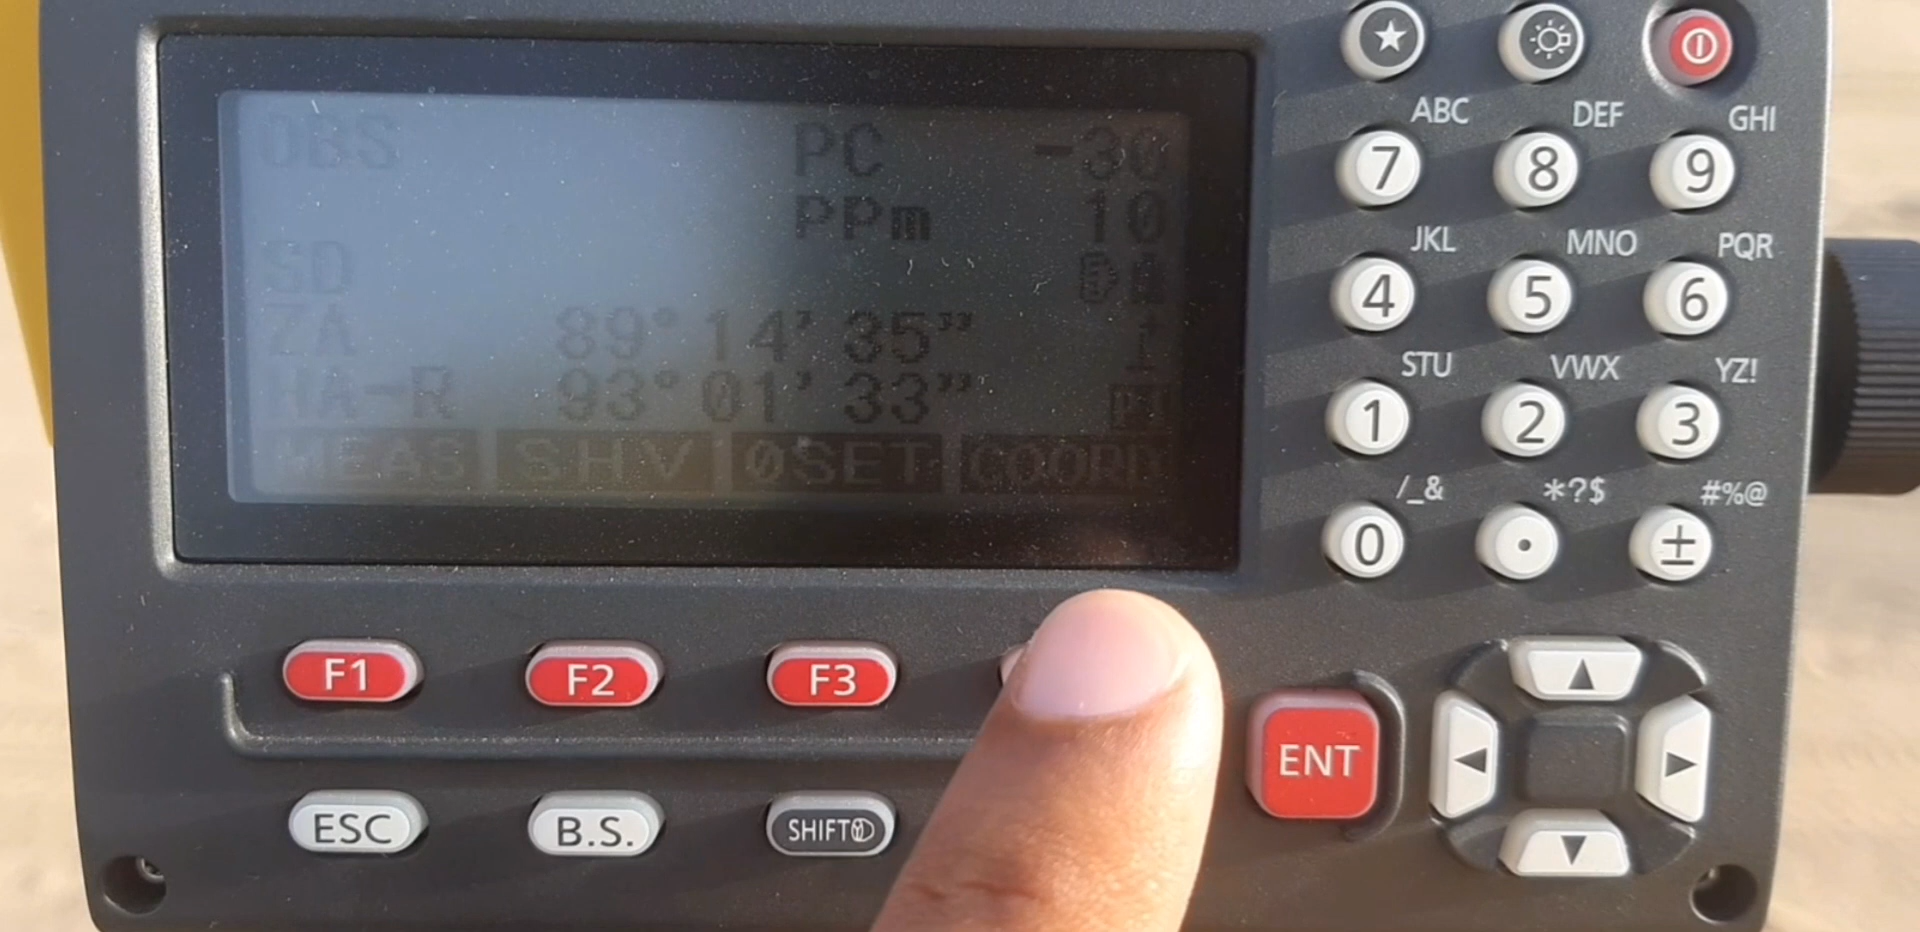 OBS PC -30
PPm 10
SD
ZA 89°14'35"
HA-R 93°01'33" P1
MEAS SHV 0SET COORD
ABC DEF GHI
7 8 9
JKL MNO PQR
4 5 6
STU VWX YZ!
1 2 3
/_& *?$ #%@
0 . ±
F1 F2 F3
ENT
ESC B.S. SHIFT